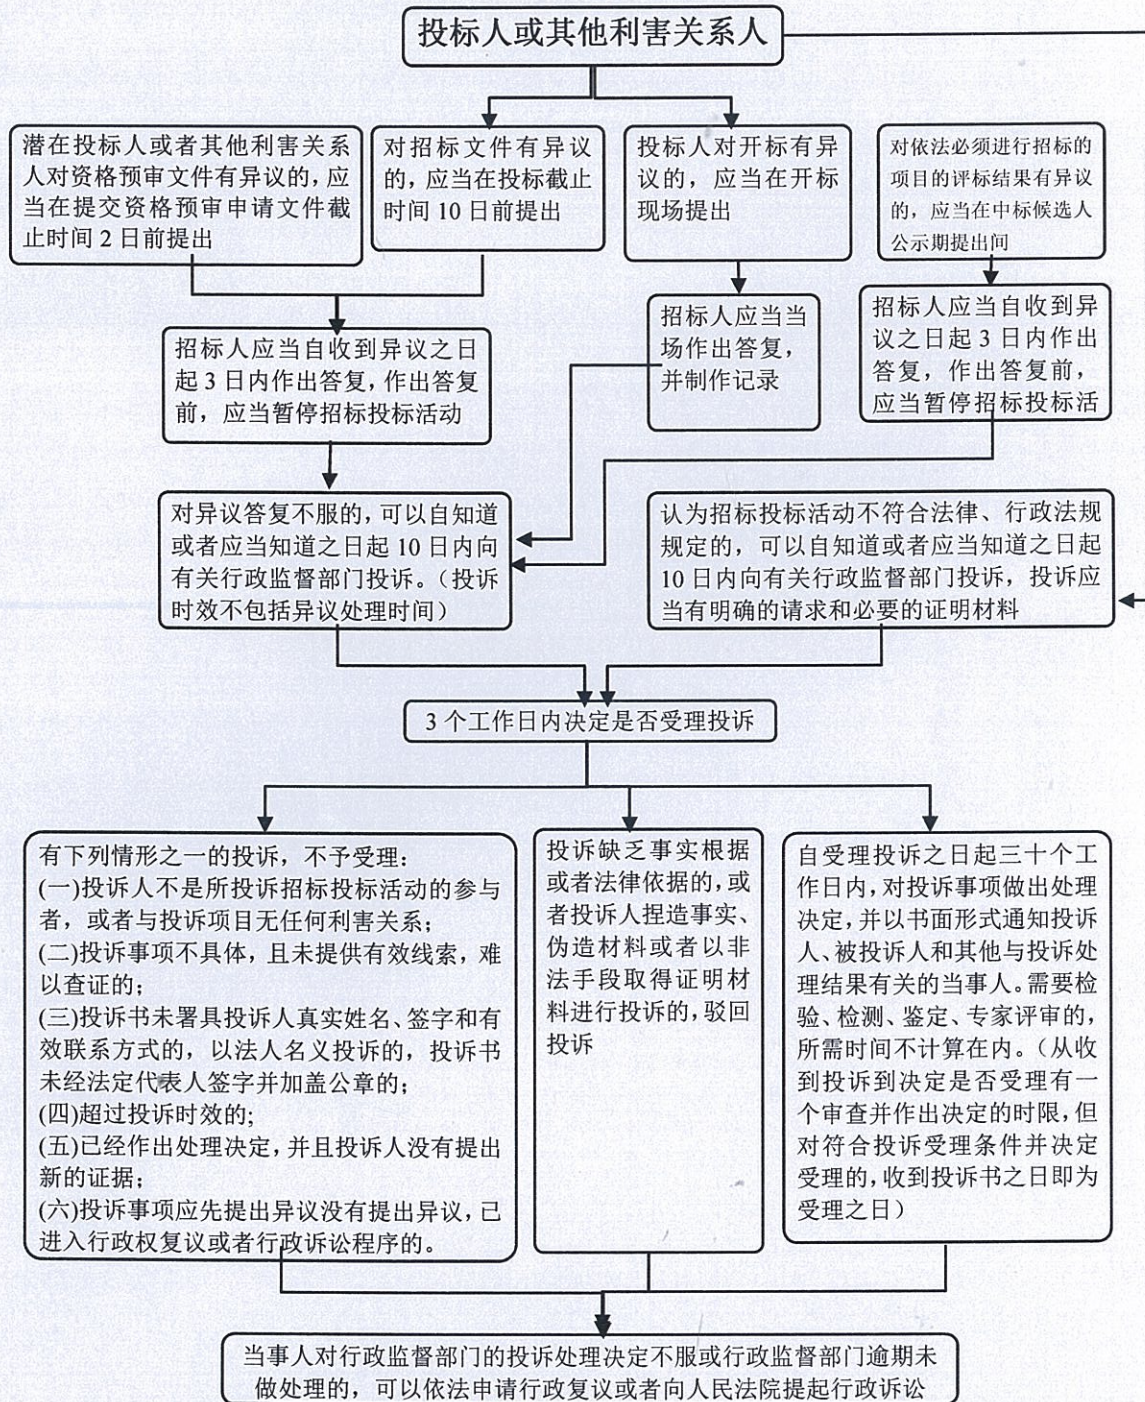 投标人或其他利害关系人
潜在投标人或者其他利害关系
人对资格预审文件有异议的，应
当在提交资格预审申请文件截
止时间 2 日前提出
对招标文件有异议
的，应当在投标截止
时间 10 日前提出
投标人对开标有异
议的，应当在开标
现场提出
对依法必须进行招标的
项目的评标结果有异议
的，应当在中标候选人
公示期提出间
招标人应当自收到异议之日
起 3 日内作出答复，作出答复
前，应当暂停招标投标活动
招标人应当当
场作出答复，
并制作记录
招标人应当自收到异
议之日起 3 日内作出
答复，作出答复前，
应当暂停招标投标活
对异议答复不服的，可以自知道
或者应当知道之日起 10 日内向
有关行政监督部门投诉。（投诉
时效不包括异议处理时间）
认为招标投标活动不符合法律、行政法规
规定的，可以自知道或者应当知道之日起
10 日内向有关行政监督部门投诉，投诉应
当有明确的请求和必要的证明材料
3 个工作日内决定是否受理投诉
有下列情形之一的投诉，不予受理：
(一)投诉人不是所投诉招标投标活动的参与
者，或者与投诉项目无任何利害关系；
(二)投诉事项不具体，且未提供有效线索，难
以查证的；
(三)投诉书未署具投诉人真实姓名、签字和有
效联系方式的，以法人名义投诉的，投诉书
未经法定代表人签字并加盖公章的；
(四)超过投诉时效的;
(五)已经作出处理决定，并且投诉人没有提出
新的证据；
(六)投诉事项应先提出异议没有提出异议，已
进入行政权复议或者行政诉讼程序的。
投诉缺乏事实根据
或者法律依据的，或
者投诉人捏造事实、
伪造材料或者以非
法手段取得证明材
料进行投诉的，驳回
投诉
自受理投诉之日起三十个工
作日内，对投诉事项做出处理
决定，并以书面形式通知投诉
人、被投诉人和其他与投诉处
理结果有关的当事人。需要检
验、检测、鉴定、专家评审的，
所需时间不计算在内。（从收
到投诉到决定是否受理有一
个审查并作出决定的时限，但
对符合投诉受理条件并决定
受理的，收到投诉书之日即为
受理之日）
当事人对行政监督部门的投诉处理决定不服或行政监督部门逾期未
做处理的，可以依法申请行政复议或者向人民法院提起行政诉讼